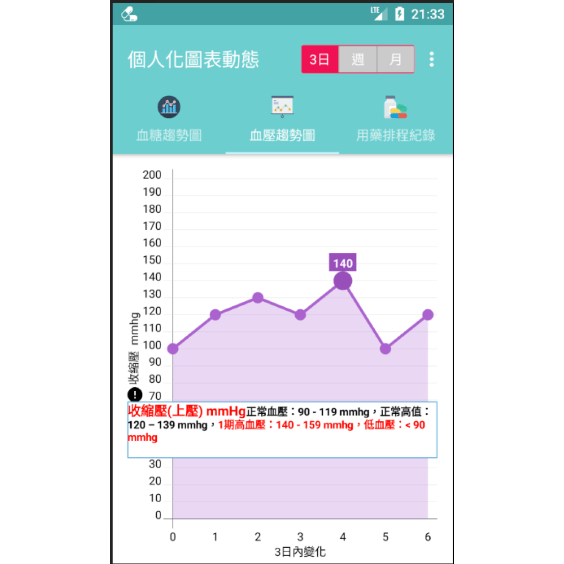 LTE 21:33
個人化圖表動態 3日 週 月
血糖趨勢圖 血壓趨勢圖 用藥排程紀錄
200
190
180
170
160
150
140
130
120
110
100
90
80
70
收縮壓 mmhg
140
收縮壓(上壓) mmHg正常血壓：90 - 119 mmhg，正常高值：
120 – 139 mmhg，1期高血壓：140 - 159 mmhg，低血壓：< 90
mmhg
30
20
10
0
0 1 2 3 4 5 6
3日內變化